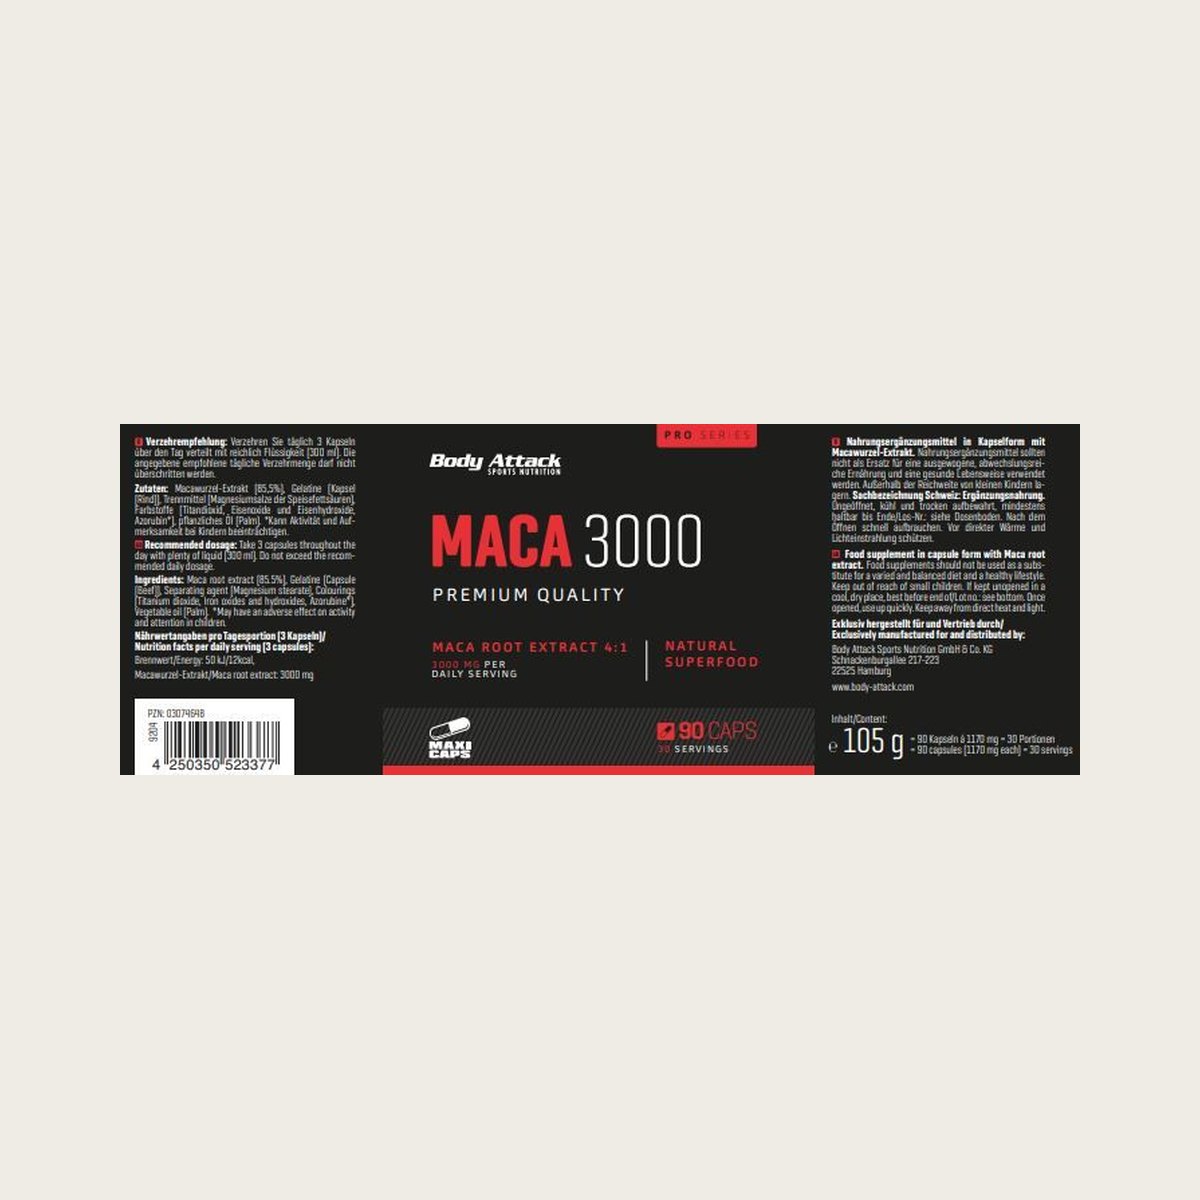 Verzehrempfehlung: Verzehren Sie täglich 3 Kapseln
über den Tag verteilt mit reichlich Flüssigkeit (300 ml). Die
angegebene empfohlene tägliche Verzehrmenge darf nicht
überschritten werden.
Zutaten: Macawurzel-Extrakt (85,5%), Gelatine (Kapsel
(Rind)), Trennmittel (Magnesiumsalze der Speisefettsäuren),
Farbstoffe (Titandioxid, Eisenoxide und Eisenhydroxide,
Azorubin*), pflanzliches Öl (Palm). *Kann Aktivität und Auf-
merksamkeit bei Kindern beeinträchtigen.
Recommended dosage: Take 3 capsules throughout the
day with plenty of liquid (300 ml). Do not exceed the recom-
mended daily dosage.
Ingredients: Maca root extract (85.5%), Gelatine (Capsule
(Beef)), Separating agent (Magnesium stearate), Colourings
(Titanium dioxide, Iron oxides and hydroxides, Azorubine*),
Vegetable oil (Palm). *May have an adverse effect on activity
and attention in children.
Nährwertangaben pro Tagesportion (3 Kapseln)/
Nutrition facts per daily serving (3 capsules):
Brennwert/Energy: 50 kJ/12kcal,
Macawurzel-Extrakt/Maca root extract: 3000 mg
PZN: 03074648
9204
4 250350 523377
PRO SERIES
Body Attack
SPORTS NUTRITION
MACA 3000
PREMIUM QUALITY
MACA ROOT EXTRACT 4:1
3000 MG PER
DAILY SERVING
NATURAL
SUPERFOOD
MAXI
CAPS
90 CAPS
30 SERVINGS
Nahrungsergänzungsmittel in Kapselform mit
Macawurzel-Extrakt. Nahrungsergänzungsmittel sollten
nicht als Ersatz für eine ausgewogene, abwechslungsrei-
che Ernährung und eine gesunde Lebensweise verwendet
werden. Außerhalb der Reichweite von kleinen Kindern la-
gern. Sachbezeichnung Schweiz: Ergänzungsnahrung.
Ungeöffnet, kühl und trocken aufbewahrt, mindestens
haltbar bis Ende/Los-Nr.: siehe Dosenboden. Nach dem
Öffnen schnell aufbrauchen. Vor direkter Wärme und
Lichteinstrahlung schützen.
Food supplement in capsule form with Maca root
extract. Food supplements should not be used as a subs-
titute for a varied and balanced diet and a healthy lifestyle.
Keep out of reach of small children. If kept unopened in a
cool, dry place, best before end of/Lot no.: see bottom. Once
opened, use up quickly. Keep away from direct heat and light.
Exklusiv hergestellt für und Vertrieb durch/
Exclusively manufactured for and distributed by:
Body Attack Sports Nutrition GmbH & Co. KG
Schnackenburgallee 217-223
22525 Hamburg
www.body-attack.com
Inhalt/Content:
℮ 105 g
= 90 Kapseln à 1170 mg = 30 Portionen
= 90 capsules (1170 mg each) = 30 servings